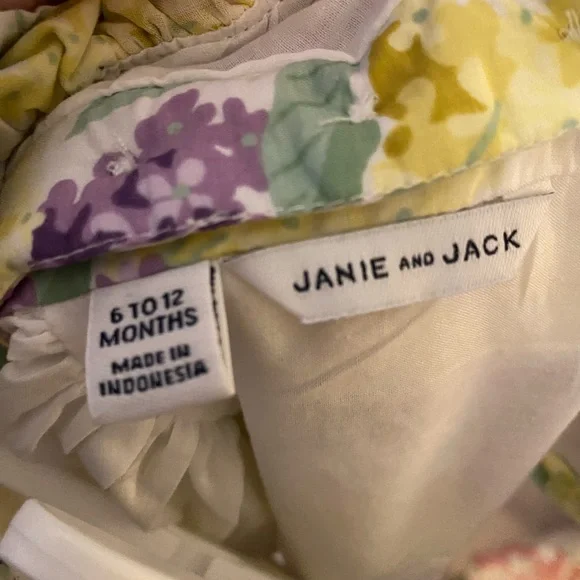 JANIE AND JACK
6 TO 12
MONTHS
MADE IN
INDONESIA